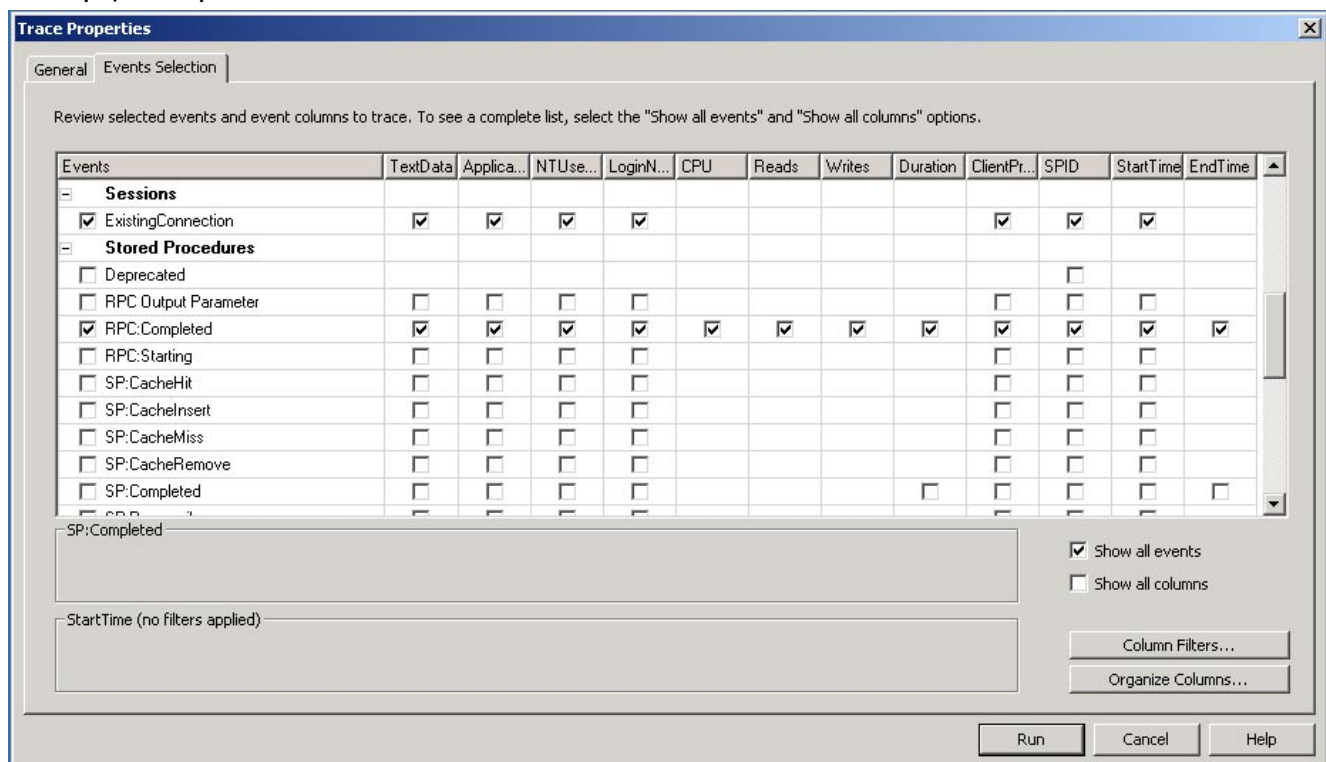 Trace Properties
General Events Selection
Review selected events and event columns to trace. To see a complete list, select the "Show all events" and "Show all columns" options.
Events TextData Applica... NTUse... LoginN... CPU Reads Writes Duration ClientPr... SPID StartTime EndTime
Sessions
ExistingConnection
Stored Procedures
Deprecated
RPC Output Parameter
RPC:Completed
RPC:Starting
SP:CacheHit
SP:CacheInsert
SP:CacheMiss
SP:CacheRemove
SP:Completed
SP:Completed
Show all events
Show all columns
StartTime (no filters applied)
Column Filters...
Organize Columns...
Run Cancel Help